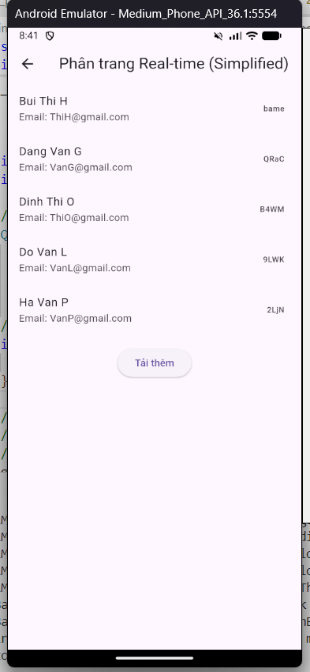 Android Emulator - Medium_Phone_API_36.1:5554
8:41
Phân trang Real-time (Simplified)
Bui Thi H
Email: ThiH@gmail.com
bame
Dang Van G
Email: VanG@gmail.com
QRaC
Dinh Thi O
Email: ThiO@gmail.com
B4WM
Do Van L
Email: VanL@gmail.com
9LWK
Ha Van P
Email: VanP@gmail.com
2LJN
Tải thêm